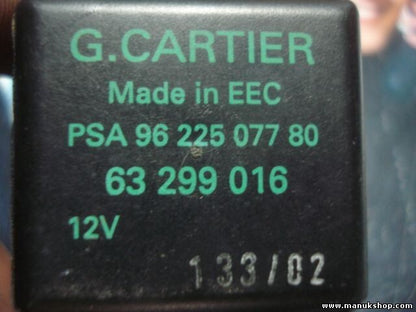 G.CARTIER
Made in EEC
PSA 96 225 077 80
63 299 016
12V
133/02
www.manukshop.com